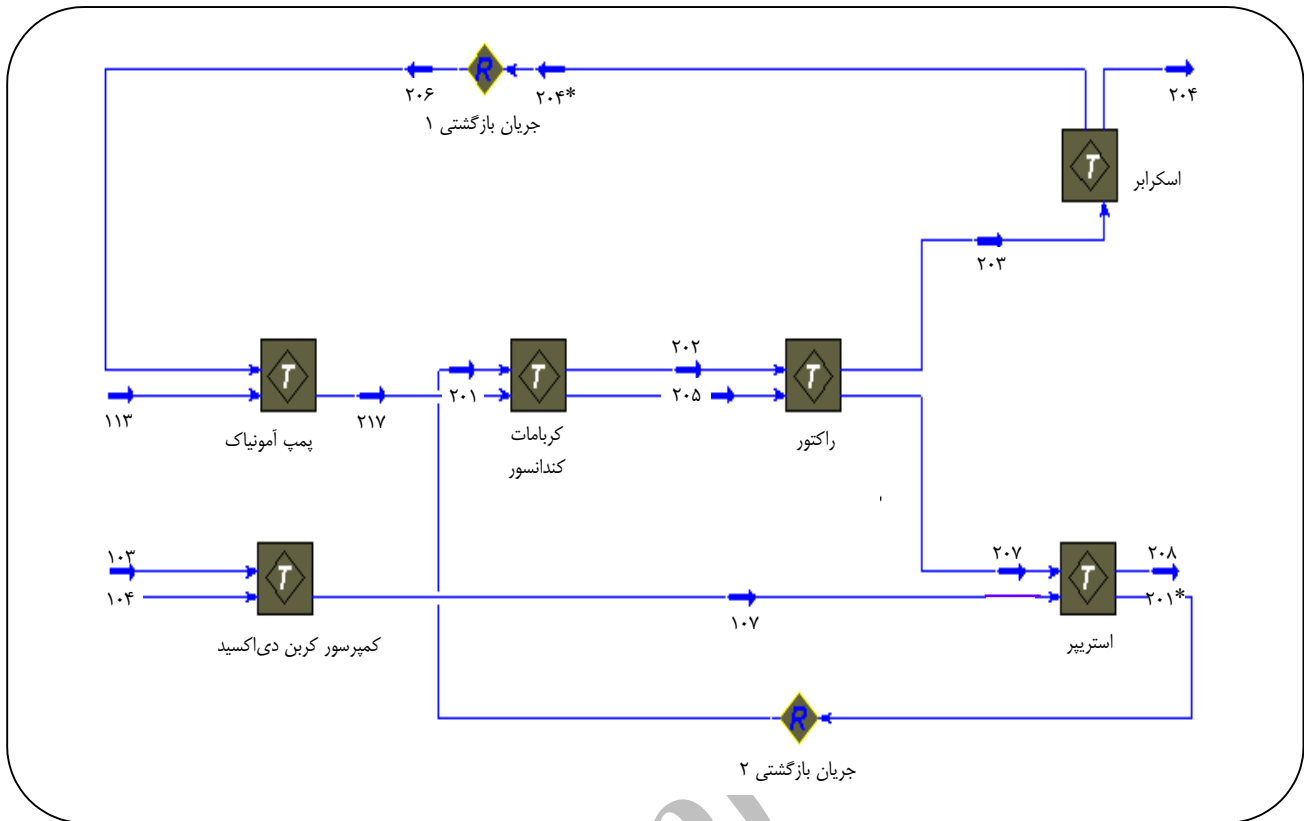 ۲۰۶
R
۲۰۴*
جریان بازگشتی ۱
۲۰۴
T
اسکرابر
۲۰۳
۱۱۳
T
پمپ آمونیاک
۲۱۷
۲۰۱
T
کربامات
کندانسور
۲۰۲
۲۰۵
T
راکتور
۱۰۳
۱۰۴
T
کمپرسور کربن دی‌اکسید
۱۰۷
۲۰۷
T
استریپر
۲۰۸
۲۰۱*
R
جریان بازگشتی ۲